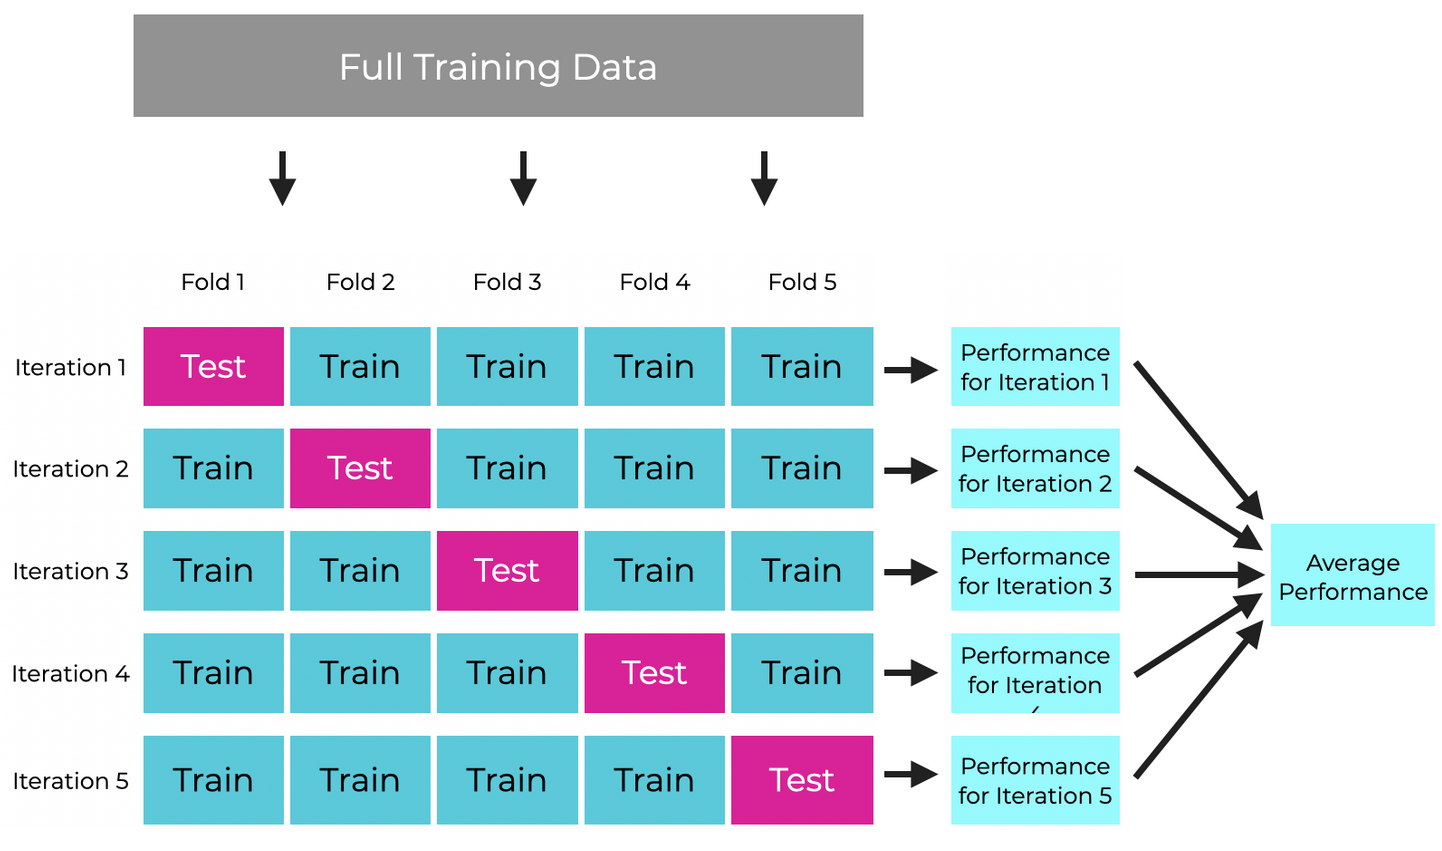 Full Training Data
Fold 1 Fold 2 Fold 3 Fold 4 Fold 5
Iteration 1 Test Train Train Train Train
Performance
for Iteration 1
Iteration 2 Train Test Train Train Train
Performance
for Iteration 2
Iteration 3 Train Train Test Train Train
Performance
for Iteration 3
Average
Performance
Iteration 4 Train Train Train Test Train
Performance
for Iteration
Iteration 5 Train Train Train Train Test
Performance
for Iteration 5